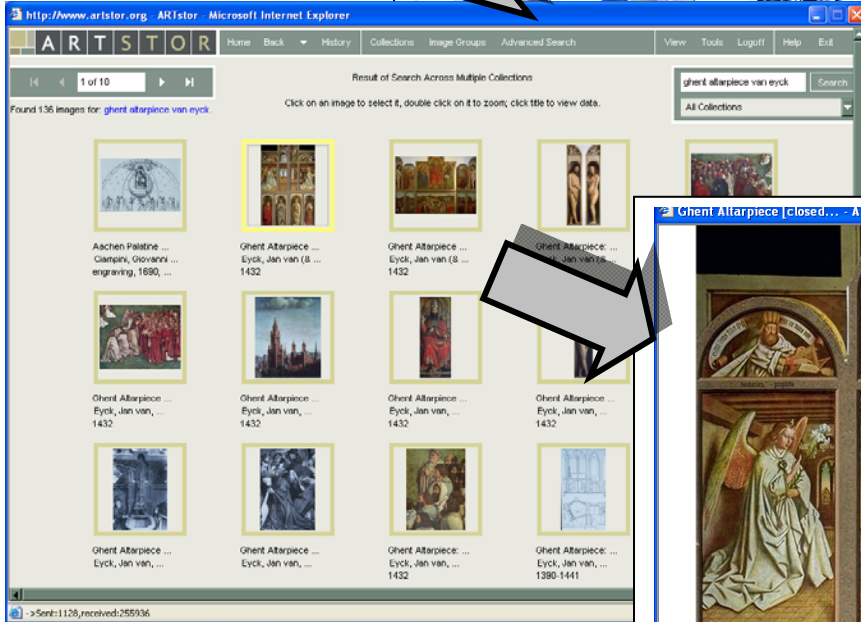 http://www.artstor.org - ARTstor - Microsoft Internet Explorer
ARTSTOR Home Back History Collections Image Groups Advanced Search View Tools Logoff Help Exit
1 of 10
Result of Search Across Multiple Collections
ghent altarpiece van eyck Search
Found 136 images for: ghent altarpiece van eyck.
Click on an image to select it, double click on it to zoom; click title to view data.
All Collections
Ghent Altarpiece [closed... - A
Aachen Palatine ...
Ciampini, Giovanni ...
engraving, 1690, ...
Ghent Altarpiece ...
Eyck, Jan van (& ...
1432
Ghent Altarpiece ...
Eyck, Jan van (& ...
1432
Ghent Altarpiece: ...
Eyck, Jan van (& ...
Ghent Altarpiece ...
Eyck, Jan van, ...
1432
Ghent Altarpiece ...
Eyck, Jan van, ...
1432
Ghent Altarpiece ...
Eyck, Jan van, ...
1432
Ghent Altarpiece ...
Eyck, Jan van, ...
1432
Ghent Altarpiece ...
Eyck, Jan van, ...
Ghent Altarpiece ...
Eyck, Jan van, ...
Ghent Altarpiece: ...
Eyck, Jan van, ...
1432
Ghent Altarpiece: ...
Eyck, Jan van, ...
1390-1441
->Sent:1128,received:255936